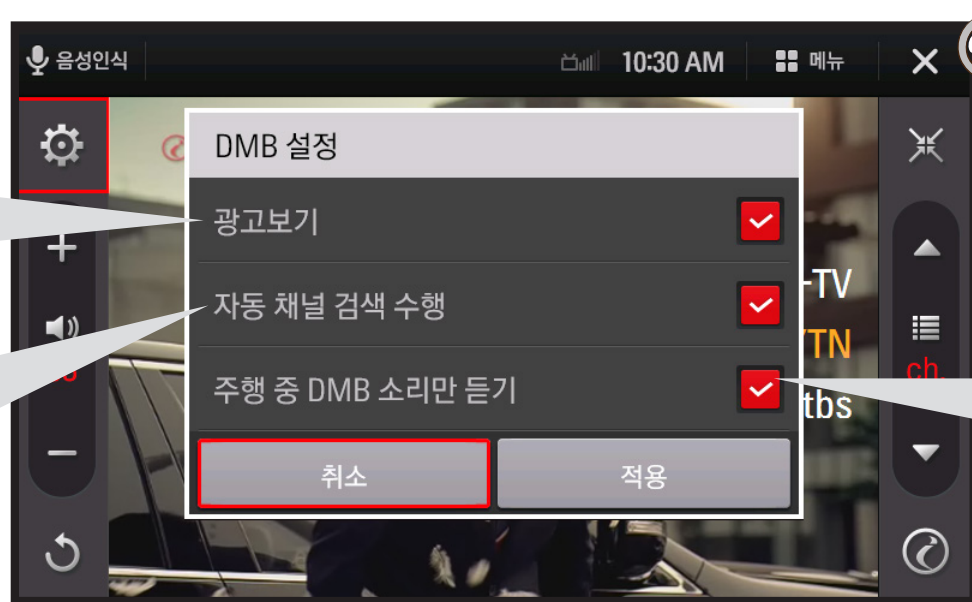 음성인식
10:30 AM
메뉴
DMB 설정
광고보기
자동 채널 검색 수행
주행 중 DMB 소리만 듣기
-TV
TN
ch.
tbs
취소
적용